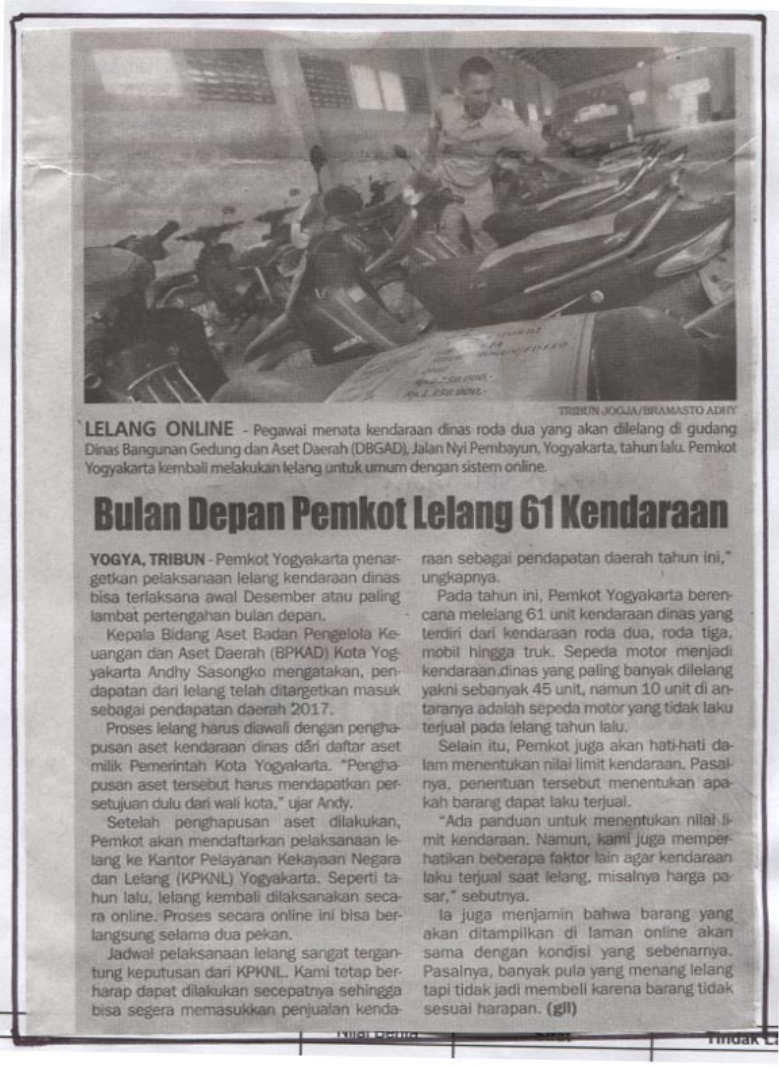 TRIBUN JOGJA/BRAMASTO ADHY
LELANG ONLINE - Pegawai menata kendaraan dinas roda dua yang akan dilelang di gudang
Dinas Bangunan Gedung dan Aset Daerah (DBGAD), Jalan Nyi Pembayun, Yogyakarta, tahun lalu. Pemkot
Yogyakarta kembali melakukan lelang untuk umum dengan sistem online.
Bulan Depan Pemkot Lelang 61 Kendaraan
YOGYA, TRIBUN - Pemkot Yogyakarta menar-
getkan pelaksanaan lelang kendaraan dinas
bisa terlaksana awal Desember atau paling
lambat pertengahan bulan depan.
Kepala Bidang Aset Badan Pengelola Ke-
uangan dan Aset Daerah (BPKAD) Kota Yog-
yakarta Andhy Sasongko mengatakan, pen-
dapatan dari lelang telah ditargetkan masuk
sebagai pendapatan daerah 2017.
Proses lelang harus diawali dengan pengha-
pusan aset kendaraan dinas dari daftar aset
milik Pemerintah Kota Yogyakarta. "Pengha-
pusan aset tersebut harus mendapatkan per-
setujuan dulu dari wali kota," ujar Andy.
Setelah penghapusan aset dilakukan,
Pemkot akan mendaftarkan pelaksanaan le-
lang ke Kantor Pelayanan Kekayaan Negara
dan Lelang (KPKNL) Yogyakarta. Seperti ta-
hun lalu, lelang kembali dilaksanakan seca-
ra online. Proses secara online ini bisa ber-
langsung selama dua pekan.
Jadwal pelaksanaan lelang sangat tergan-
tung keputusan dari KPKNL. Kami tetap ber-
harap dapat dilakukan secepatnya sehingga
bisa segera memasukkan penjualan kenda-
raan sebagai pendapatan daerah tahun ini,"
ungkapnya.
Pada tahun ini, Pemkot Yogyakarta beren-
cana melelang 61 unit kendaraan dinas yang
terdiri dari kendaraan roda dua, roda tiga,
mobil hingga truk. Sepeda motor menjadi
kendaraan dinas yang paling banyak dilelang
yakni sebanyak 45 unit, namun 10 unit di an-
taranya adalah sepeda motor yang tidak laku
terjual pada lelang tahun lalu.
Selain itu, Pemkot juga akan hati-hati da-
lam menentukan nilai limit kendaraan. Pasal-
nya, penentuan tersebut menentukan apa-
kah barang dapat laku terjual.
"Ada panduan untuk menentukan nilai li-
mit kendaraan. Namun, kami juga memper-
hatikan beberapa faktor lain agar kendaraan
laku terjual saat lelang, misalnya harga pa-
sar," sebutnya.
Ia juga menjamin bahwa barang yang
akan ditampilkan di laman online akan
sama dengan kondisi yang sebenarnya.
Pasalnya, banyak pula yang menang lelang
tapi tidak jadi membeli karena barang tidak
sesuai harapan. (gil)
Nilai Berita
Sifat
Tindak